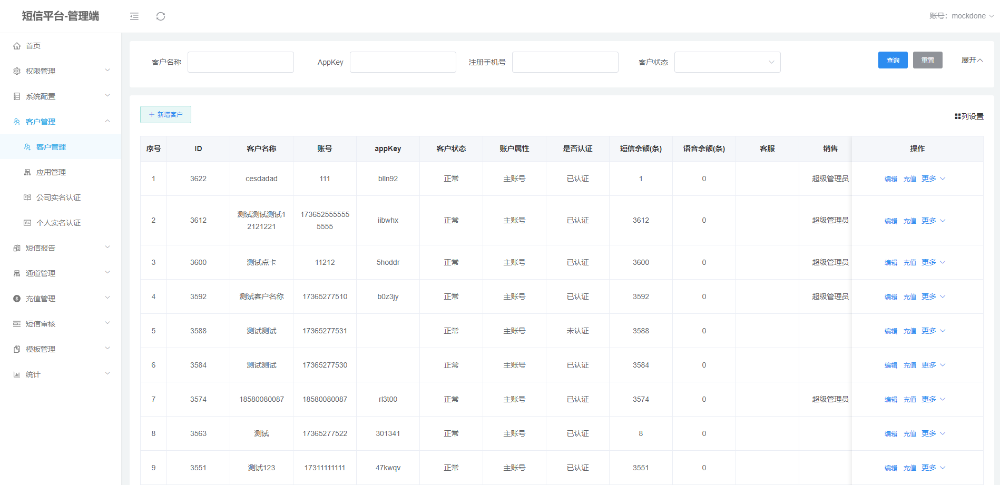 短信平台-管理端
账号：mockdone
首页
权限管理
系统配置
客户管理
客户管理
应用管理
公司实名认证
个人实名认证
短信报告
通道管理
充值管理
短信审核
模板管理
统计
客户名称 AppKey 注册手机号 客户状态 查询 重置 展开
新增客户 列设置
序号 ID 客户名称 账号 appKey 客户状态 账户属性 是否认证 短信余额(条) 语音余额(条) 客服 销售 操作
1 3622 cesdadad 111 blln92 正常 主账号 已认证 1 0 超级管理员 编辑 充值 更多
2 3612 测试测试测试12121221 1736525555555555 iibwhx 正常 主账号 已认证 3612 0 超级管理员 编辑 充值 更多
3 3600 测试点卡 11212 5hoddr 正常 主账号 已认证 3600 0 超级管理员 编辑 充值 更多
4 3592 测试客户名称 17365277510 b0z3jy 正常 主账号 已认证 3592 0 超级管理员 编辑 充值 更多
5 3588 测试测试 17365277531 正常 主账号 未认证 3588 0 编辑 充值 更多
6 3584 测试测试 17365277530 正常 主账号 已认证 3584 0 编辑 充值 更多
7 3574 18580080087 18580080087 rl3t00 正常 主账号 已认证 3574 0 超级管理员 编辑 充值 更多
8 3563 测试 17365277522 301341 正常 主账号 已认证 8 0 编辑 充值 更多
9 3551 测试123 17311111111 47kwqv 正常 主账号 已认证 3551 0 编辑 充值 更多